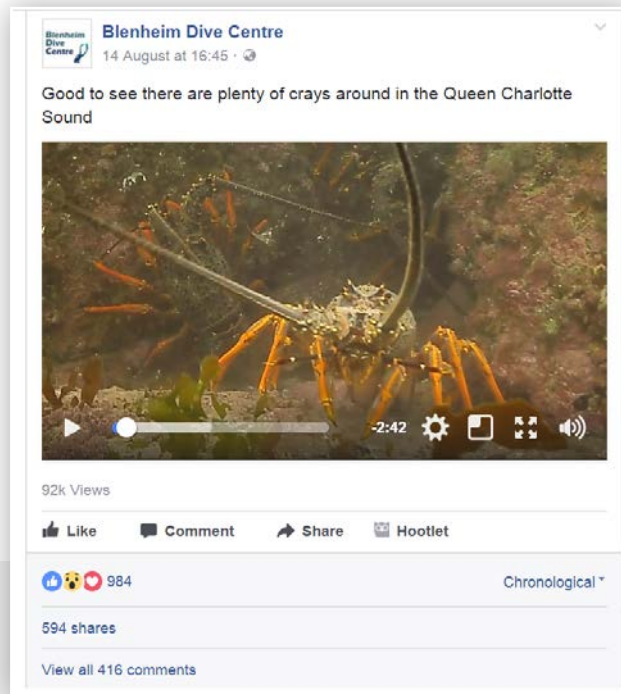 Blenheim
Dive
Centre
Blenheim Dive Centre
14 August at 16:45 ·
Good to see there are plenty of crays around in the Queen Charlotte
Sound
-2:42
92k Views
Like Comment Share Hootlet
984 Chronological
594 shares
View all 416 comments